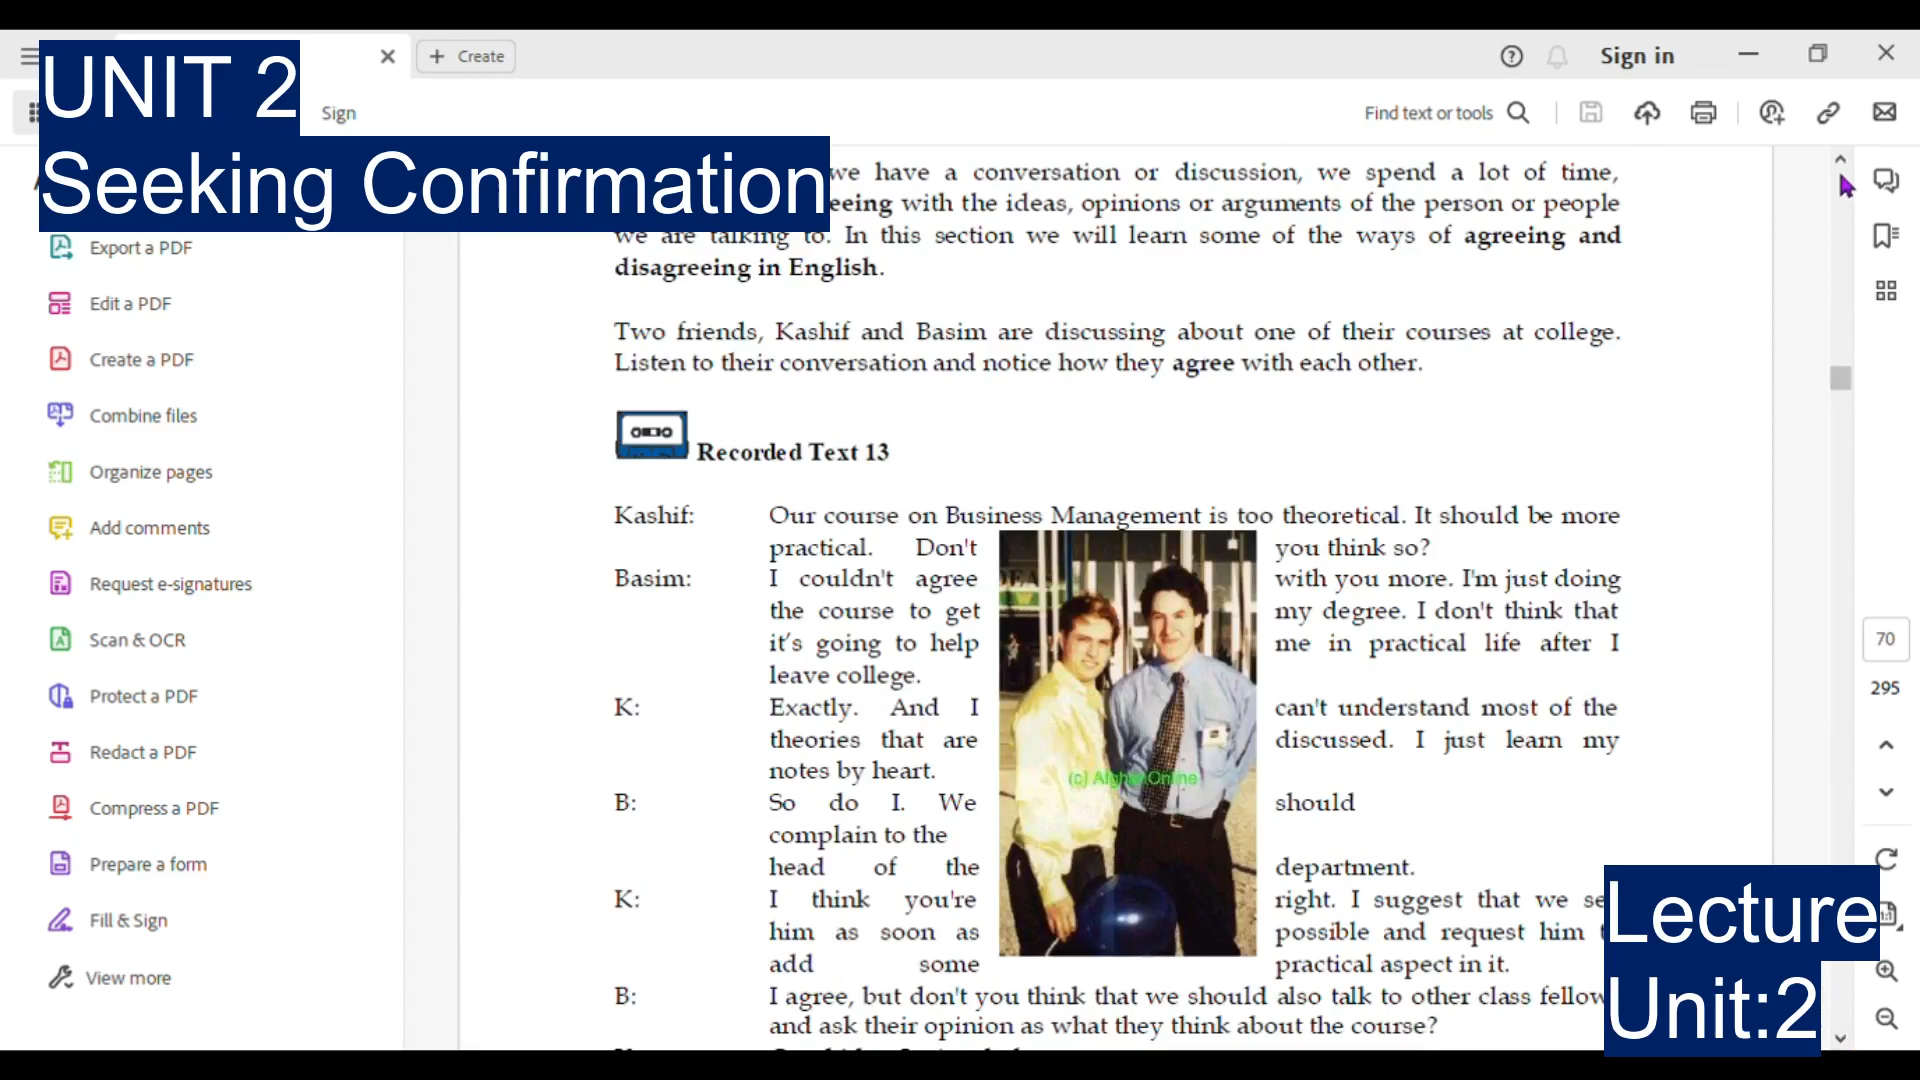 Create
Sign in
UNIT 2
Sign
Find text or tools
Seeking Confirmation
we have a conversation or discussion, we spend a lot of time,
eeing with the ideas, opinions or arguments of the person or people
we are talking to. In this section we will learn some of the ways of agreeing and
disagreeing in English.
Export a PDF
Edit a PDF
Create a PDF
Combine files
Organize pages
Add comments
Request e-signatures
Scan & OCR
Protect a PDF
Redact a PDF
Compress a PDF
Prepare a form
Fill & Sign
View more
Two friends, Kashif and Basim are discussing about one of their courses at college.
Listen to their conversation and notice how they agree with each other.
Recorded Text 13
Kashif: Our course on Business Management is too theoretical. It should be more
practical. Don't you think so?
Basim: I couldn't agree with you more. I'm just doing
the course to get my degree. I don't think that
it's going to help me in practical life after I
leave college.
K: Exactly. And I can't understand most of the
theories that are discussed. I just learn my
notes by heart.
B: So do I. We should
complain to the
head of the department.
K: I think you're right. I suggest that we se
him as soon as possible and request him
add some practical aspect in it.
B: I agree, but don't you think that we should also talk to other class fellow
and ask their opinion as what they think about the course?
(c) AfghanOnline
70
295
Lecture
Unit:2